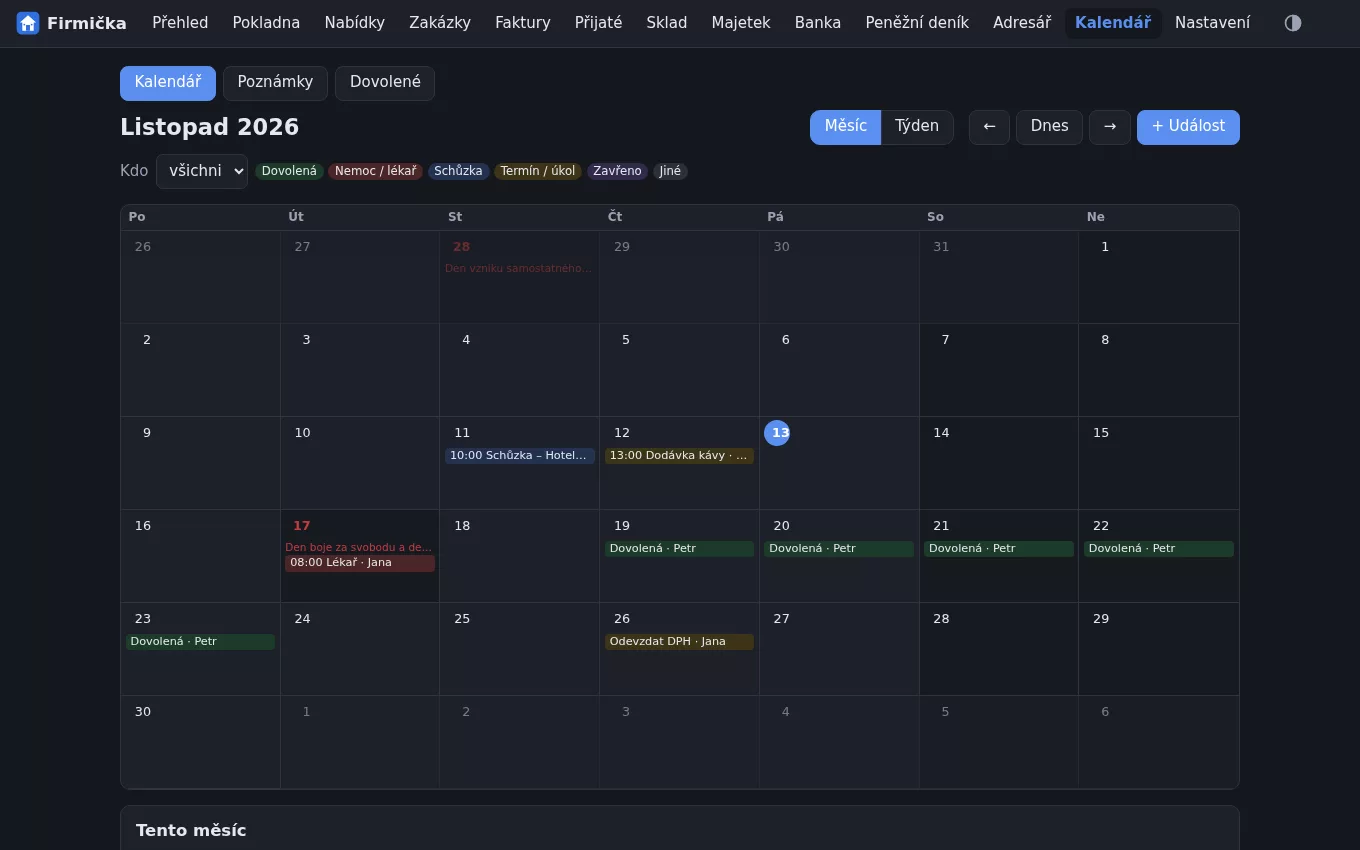 Firmička Přehled Pokladna Nabídky Zakázky Faktury Přijaté Sklad Majetek Banka Peněžní deník Adresář Kalendář Nastavení
Kalendář Poznámky Dovolené
Listopad 2026 Měsíc Týden ← Dnes → + Událost
Kdo všichni Dovolená Nemoc / lékař Schůzka Termín / úkol Zavřeno Jiné
Po Út St Čt Pá So Ne
26 27 28 29 30 31 1
Den vzniku samostatného...
2 3 4 5 6 7 8
9 10 11 12 13 14 15
10:00 Schůzka – Hotel... 13:00 Dodávka kávy · ...
16 17 18 19 20 21 22
Den boje za svobodu a de... Dovolená · Petr Dovolená · Petr Dovolená · Petr Dovolená · Petr
08:00 Lékař · Jana
23 24 25 26 27 28 29
Dovolená · Petr Odevzdat DPH · Jana
30 1 2 3 4 5 6
Tento měsíc